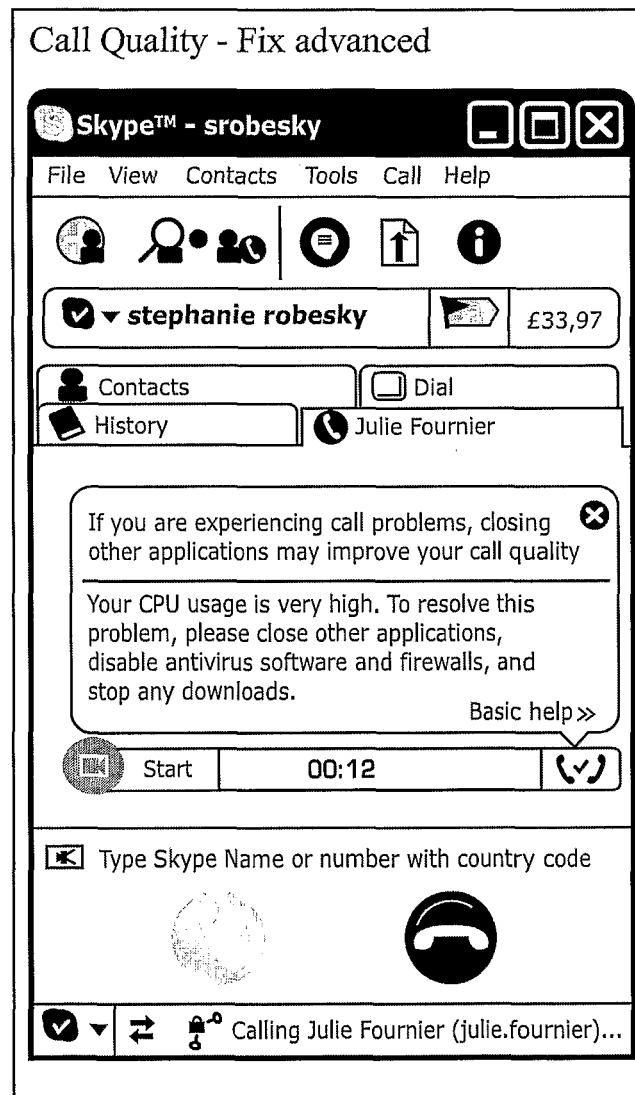 Call Quality - Fix advanced
Skype™ - srobesky
File View Contacts Tools Call Help
stephanie robesky
£33,97
Contacts
Dial
History
Julie Fournier
If you are experiencing call problems, closing
other applications may improve your call quality
Your CPU usage is very high. To resolve this
problem, please close other applications,
disable antivirus software and firewalls, and
stop any downloads.
Basic help »
Start
00:12
Type Skype Name or number with country code
Calling Julie Fournier (julie.fournier)...